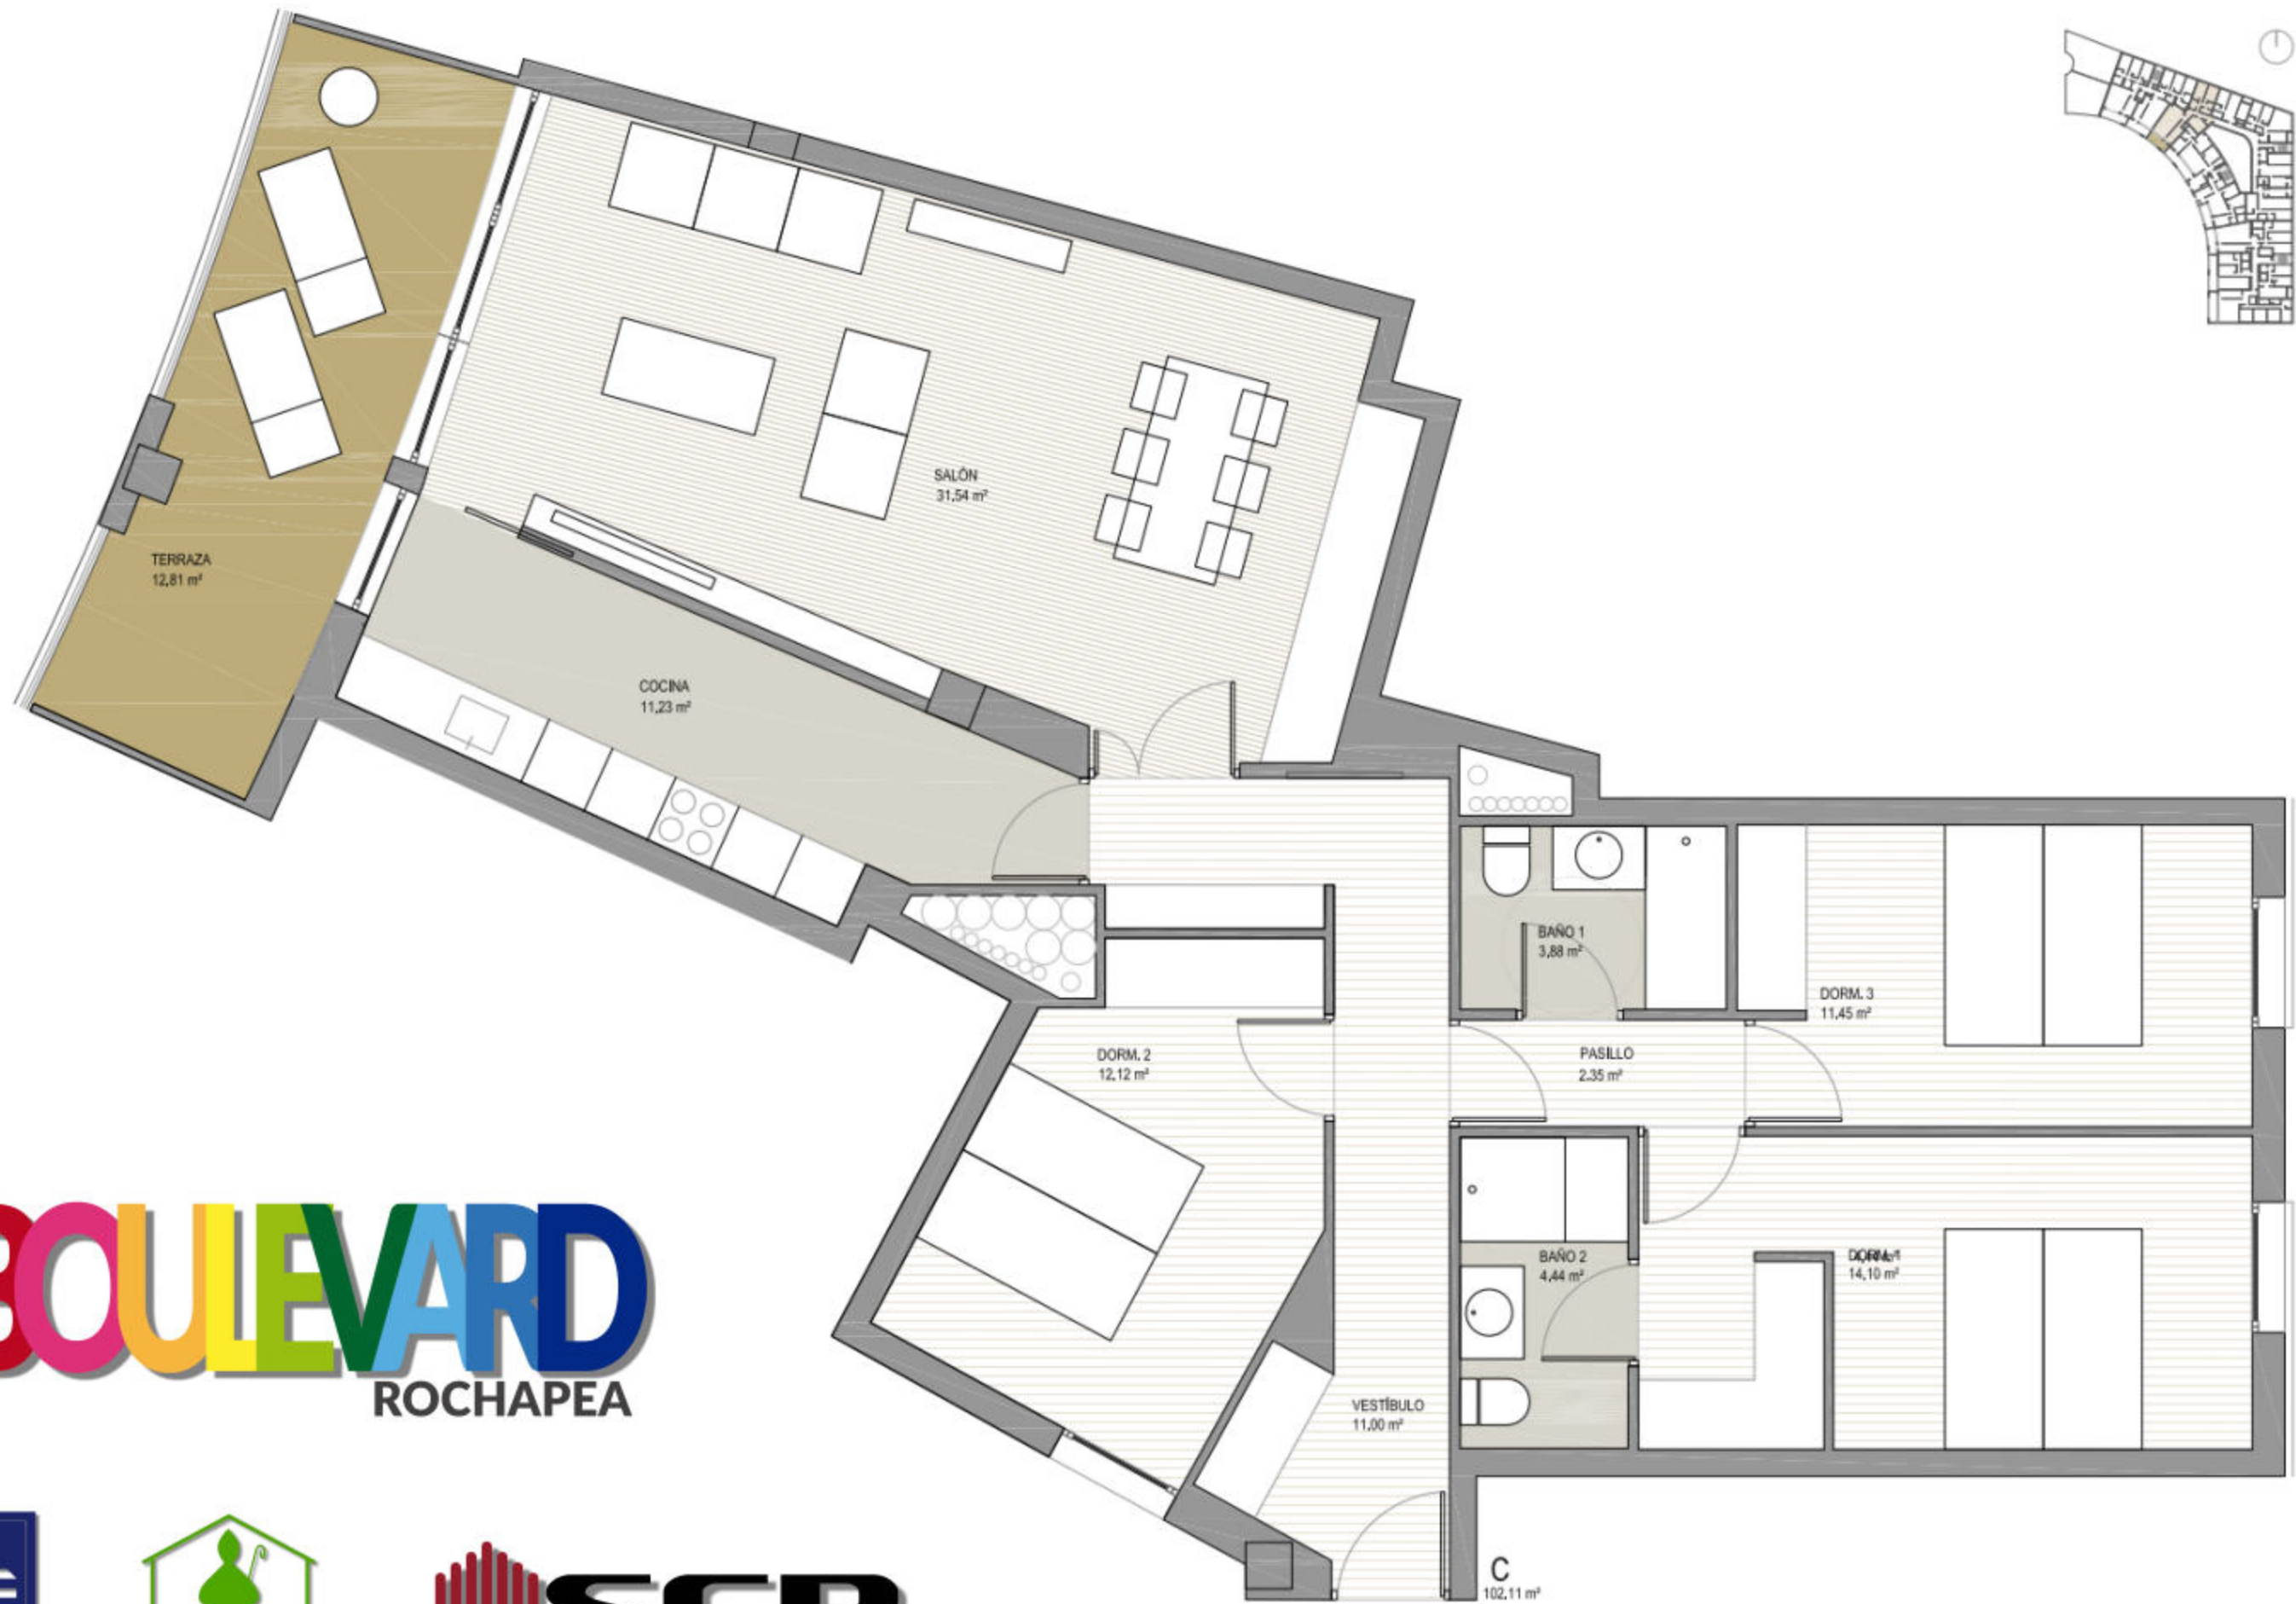 SALÓN
31,54 m²
TERRAZA
12,81 m²
COCINA
11,23 m²
BAÑO 1
3,88 m²
DORM. 3
11,45 m²
DORM. 2
12,12 m²
PASILLO
2.35 m²
BAÑO 2
4,44 m²
14,10 m²
VESTÍBULO
11,00 m²
C
102,11 m²
BOULEVARD
ROCHAPEA